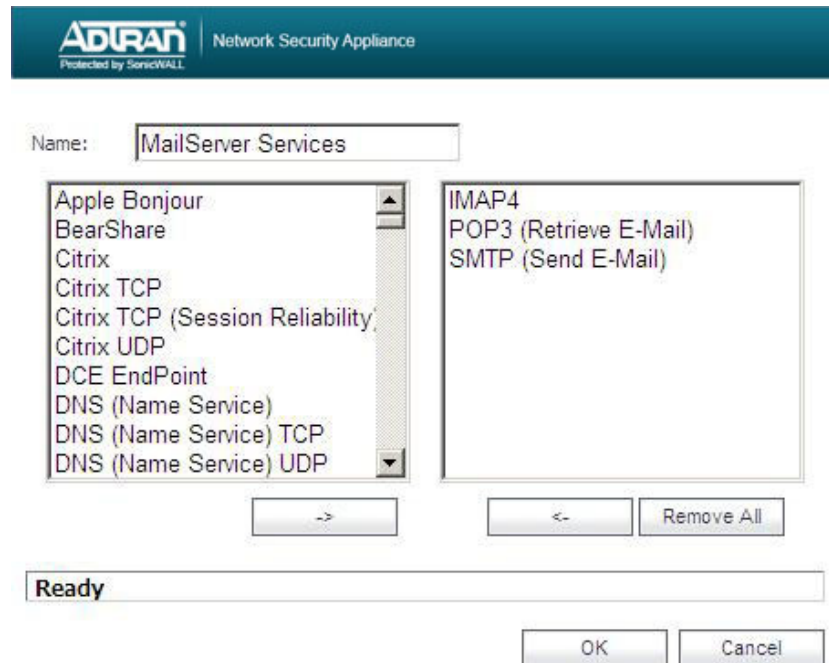 ADTRAN
Protected by SonicWALL
Network Security Appliance
Name:
MailServer Services
Apple Bonjour
BearShare
Citrix
Citrix TCP
Citrix TCP (Session Reliability)
Citrix UDP
DCE EndPoint
DNS (Name Service)
DNS (Name Service) TCP
DNS (Name Service) UDP
IMAP4
POP3 (Retrieve E-Mail)
SMTP (Send E-Mail)
->
<-
Remove All
Ready
OK
Cancel